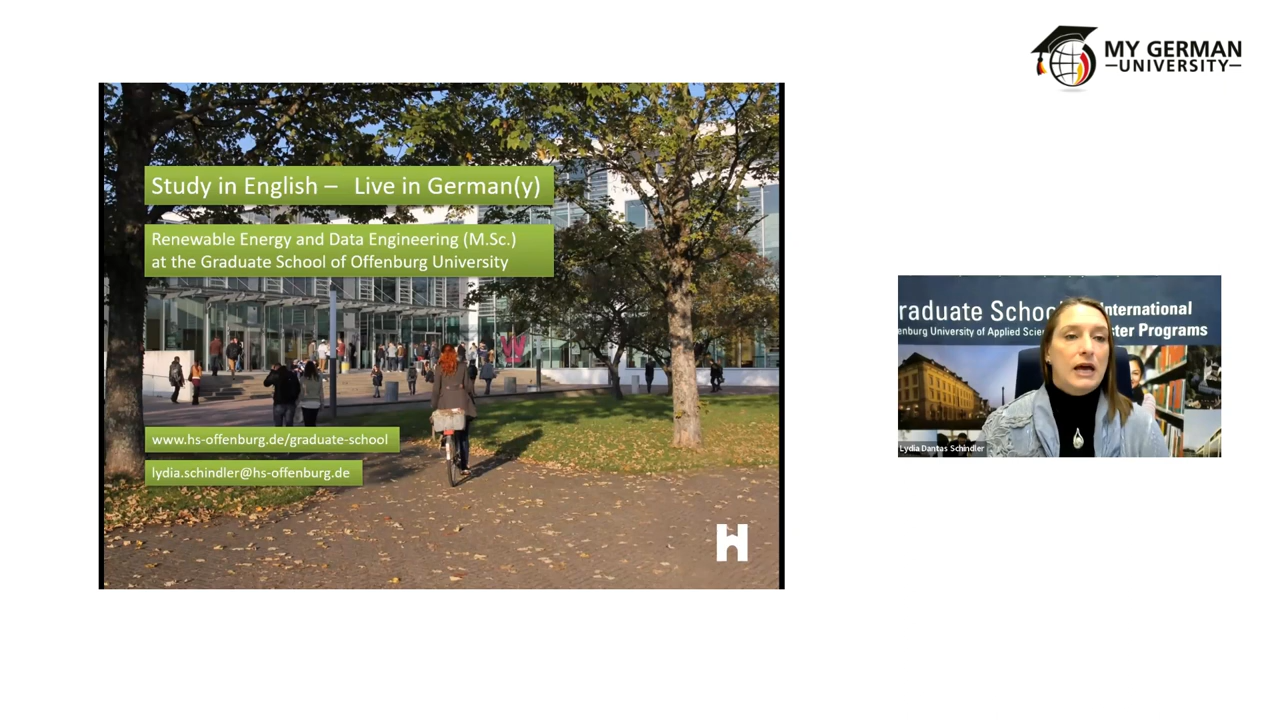 MY GERMAN
UNIVERSITY
Study in English – Live in German(y)
Renewable Energy and Data Engineering (M.Sc.)
at the Graduate School of Offenburg University
www.hs-offenburg.de/graduate-school
lydia.schindler@hs-offenburg.de
raduate Schoo
International
enburg University of Applied Scie
ter Programs
Lydia Dantas Schindler